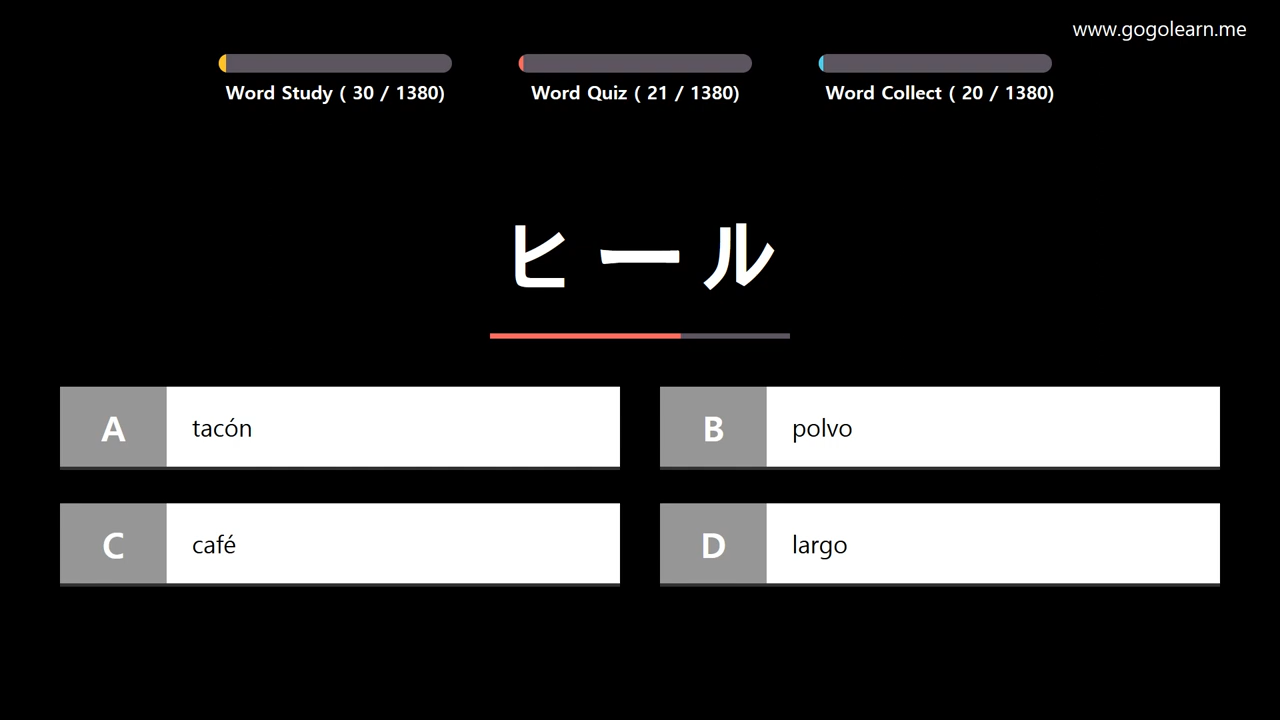 www.gogolearn.me
Word Study ( 30 / 1380)
Word Quiz ( 21 / 1380)
Word Collect ( 20 / 1380)
ヒール
A tacón
B polvo
C café
D largo